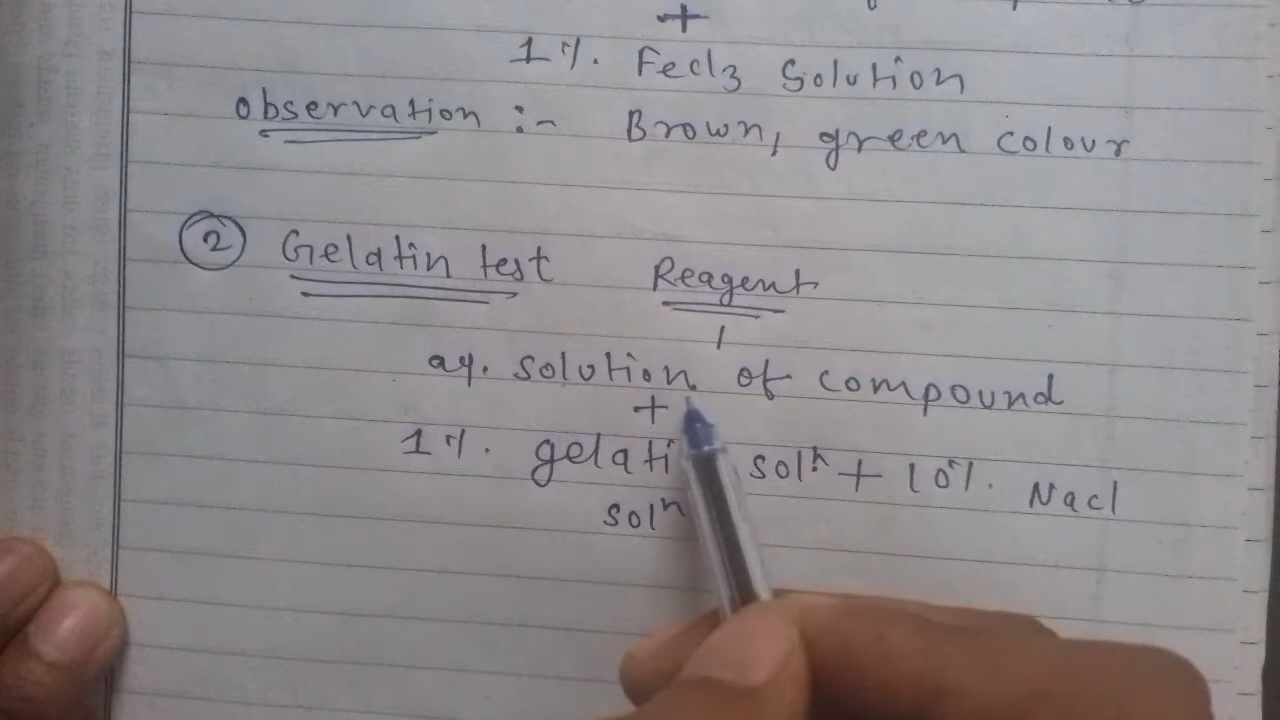 +
1%. Fecl3 Solution
observation :- Brown, green colour
2 Gelatin test Reagent
aq. solution of compound
+
1%. gelati solⁿ + 10%. Nacl
solⁿ